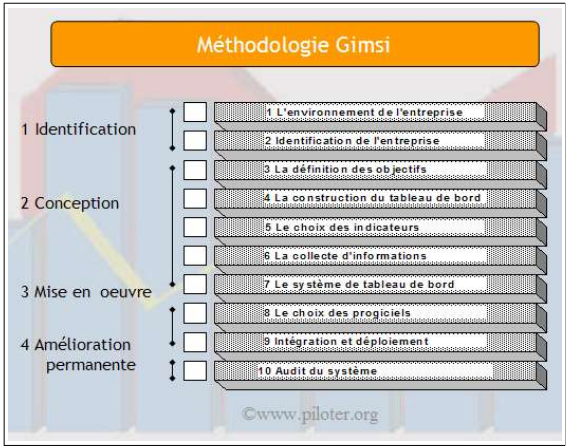 Méthodologie Gimsi
1 Identification
1 L'environnement de l'entreprise
2 Identification de l'entreprise
2 Conception
3 La définition des objectifs
4 La construction du tableau de bord
5 Le choix des indicateurs
6 La collecte d'informations
7 Le système de tableau de bord
3 Mise en oeuvre
8 Le choix des progiciels
9 Intégration et déploiement
4 Amélioration
permanente
10 Audit du système
©www.piloter.org